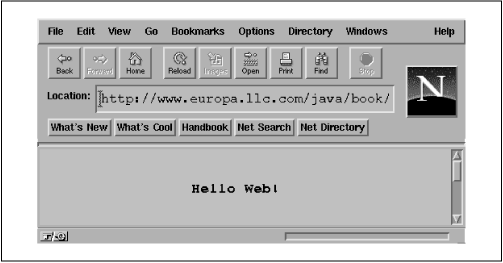 File Edit View Go Bookmarks Options Directory Windows Help
Back Forward Home Reload Images Open Print Find Stop
Location: http://www.europa.llc.com/java/book/
N
What's New What's Cool Handbook Net Search Net Directory
Hello Web!